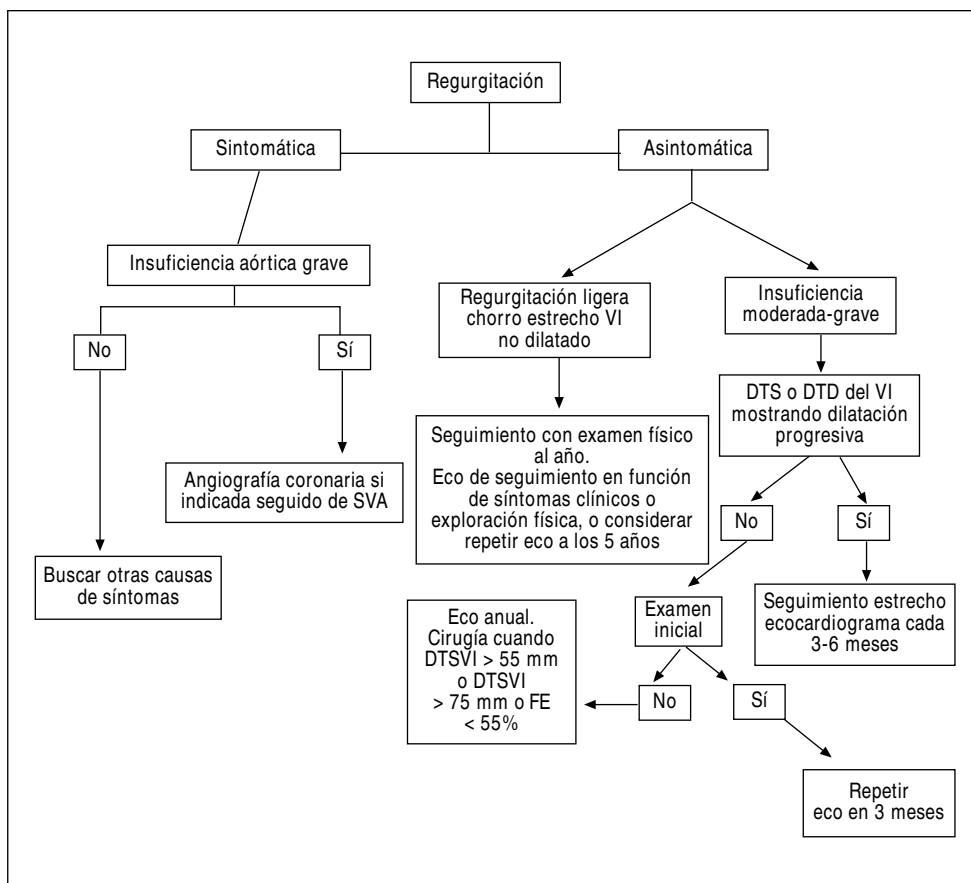 Regurgitación
Sintomática
Asintomática
Insuficiencia aórtica grave
No
Sí
Angiografía coronaria si
indicada seguido de SVA
Buscar otras causas
de síntomas
Regurgitación ligera
chorro estrecho VI
no dilatado
Seguimiento con examen físico
al año.
Eco de seguimiento en función
de síntomas clínicos o
exploración física, o considerar
repetir eco a los 5 años
Insuficiencia
moderada-grave
DTS o DTD del VI
mostrando dilatación
progresiva
No
Sí
Examen
inicial
Seguimiento estrecho
ecocardiograma cada
3-6 meses
No
Sí
Eco anual.
Cirugía cuando
DTSVI > 55 mm
o DTSVI
> 75 mm o FE
< 55%
Repetir
eco en 3 meses